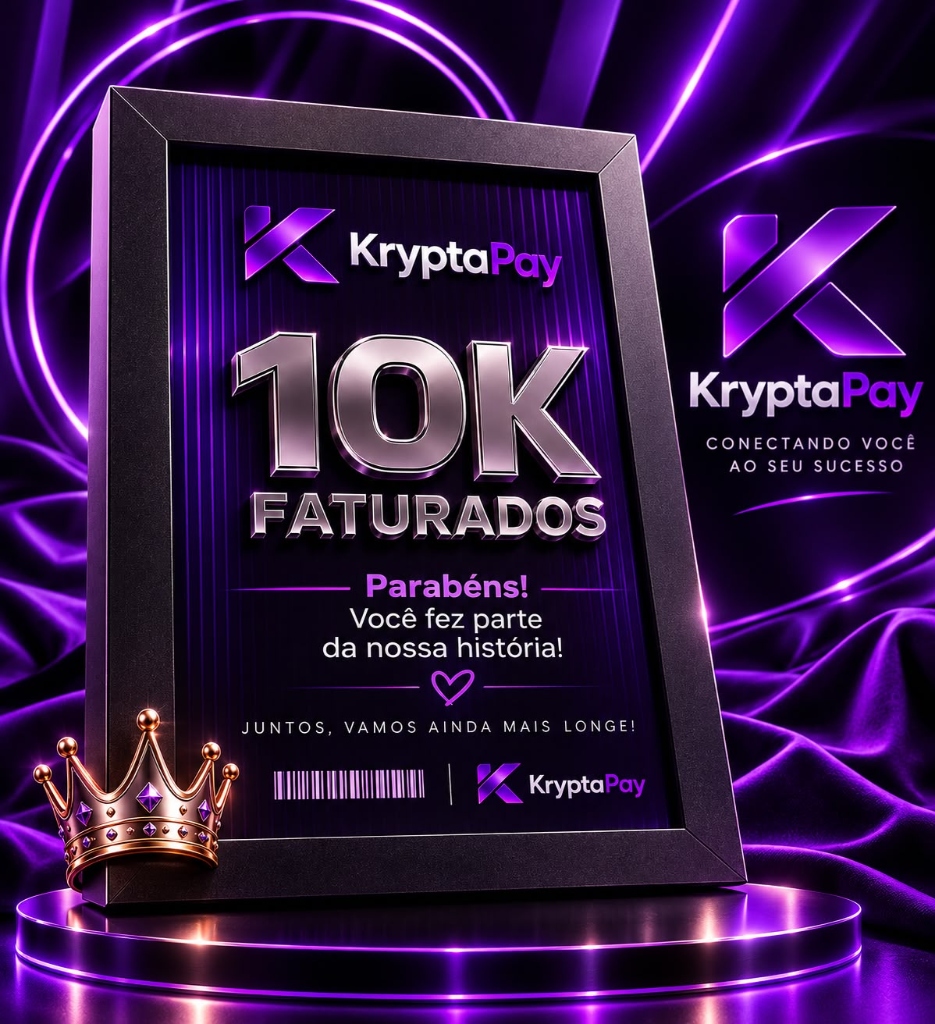 KryptaPay
10K
FATURADOS
Parabéns!
Você fez parte
da nossa história!
JUNTOS, VAMOS AINDA MAIS LONGE!
KryptaPay
KryptaPay
CONECTANDO VOCÊ
AO SEU SUCESSO